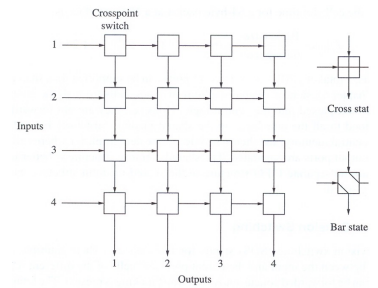 Crosspoint
switch
1
2
Inputs
3
4
1 2 3 4
Outputs
Cross stat
Bar state